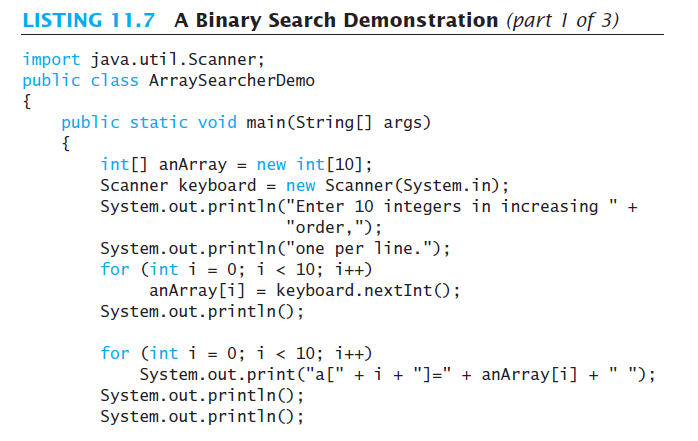 LISTING 11.7 A Binary Search Demonstration (part 1 of 3)
import java.util.Scanner;
public class ArraySearcherDemo
{
    public static void main(String[] args)
    {
        int[] anArray = new int[10];
        Scanner keyboard = new Scanner(System.in);
        System.out.println("Enter 10 integers in increasing " +
                           "order,");
        System.out.println("one per line.");
        for (int i = 0; i < 10; i++)
             anArray[i] = keyboard.nextInt();
        System.out.println();
        for (int i = 0; i < 10; i++)
            System.out.print("a[" + i + "]=" + anArray[i] + " ");
        System.out.println();
        System.out.println();